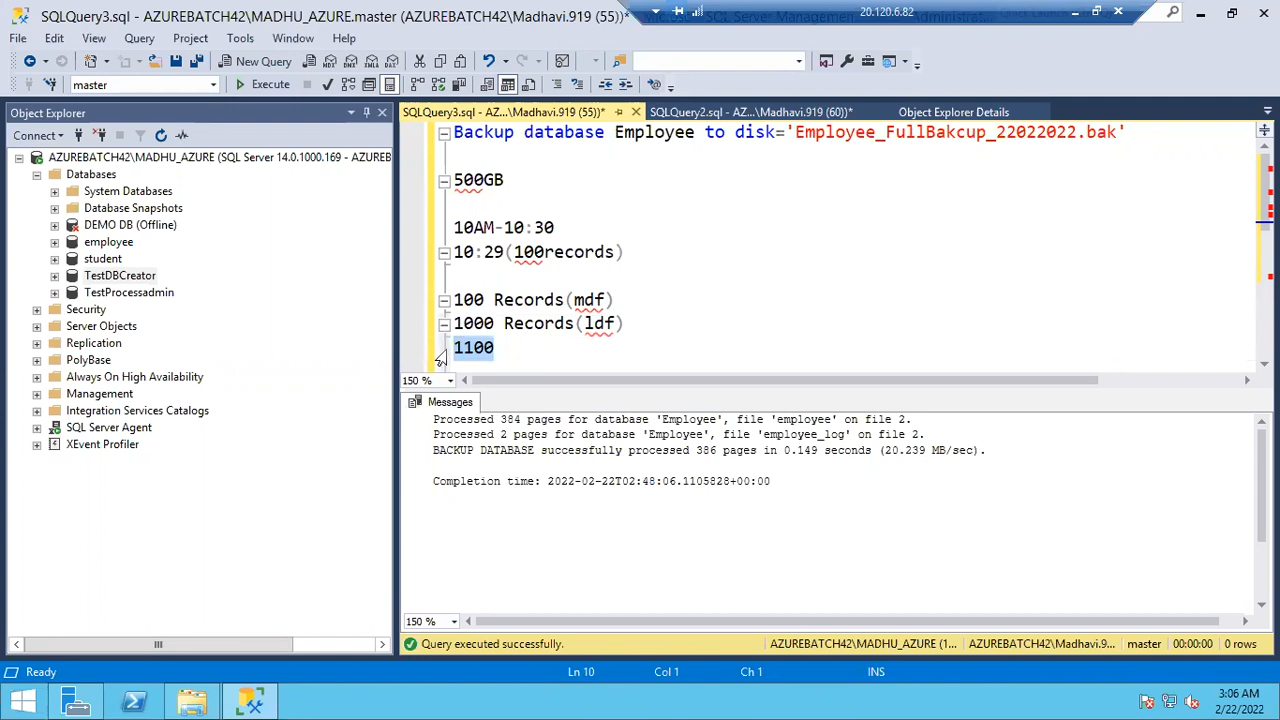 SQLQuery3.sql - AZUREBATCH42\MADHU_AZURE.master (AZUREBATCH42\Madhavi.919 (55))*
20.120.6.82
File Edit View Query Project Tools Window Help
New Query
master
Execute
Object Explorer
SQLQuery3.sql - AZ...\Madhavi.919 (55))*
SQLQuery2.sql - AZ...\Madhavi.919 (60))*
Object Explorer Details
Connect
AZUREBATCH42\MADHU_AZURE (SQL Server 14.0.1000.169 - AZUREB
Databases
System Databases
Database Snapshots
DEMO DB (Offline)
employee
student
TestDBCreator
TestProcessadmin
Security
Server Objects
Replication
PolyBase
Always On High Availability
Management
Integration Services Catalogs
SQL Server Agent
XEvent Profiler
Backup database Employee to disk='Employee_FullBakcup_22022022.bak'
500GB
10AM-10:30
10:29(100records)
100 Records(mdf)
1000 Records(ldf)
1100
150 %
Messages
Processed 384 pages for database 'Employee', file 'employee' on file 2.
Processed 2 pages for database 'Employee', file 'employee_log' on file 2.
BACKUP DATABASE successfully processed 386 pages in 0.149 seconds (20.239 MB/sec).
Completion time: 2022-02-22T02:48:06.1105828+00:00
150 %
Query executed successfully.
AZUREBATCH42\MADHU_AZURE (1... AZUREBATCH42\Madhavi.9... master 00:00:00 0 rows
Ready
Ln 10 Col 1 Ch 1 INS
3:06 AM
2/22/2022